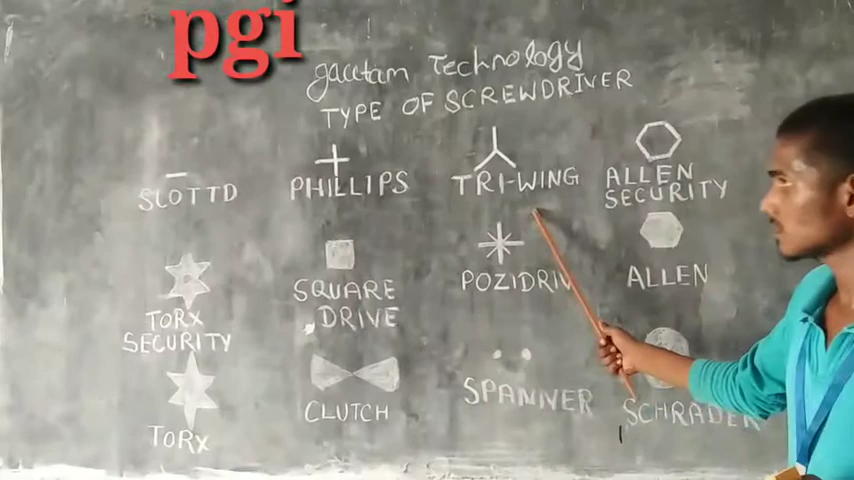 pgi
gautam Technology
TYPE OF SCREWDRIVER
SLOTTD
PHILLIPS
TRI-WING
ALLEN
SECURITY
TORX
SECURITY
SQUARE
DRIVE
POZIDRIV
ALLEN
TORX
CLUTCH
SPANNER
SCHRADER